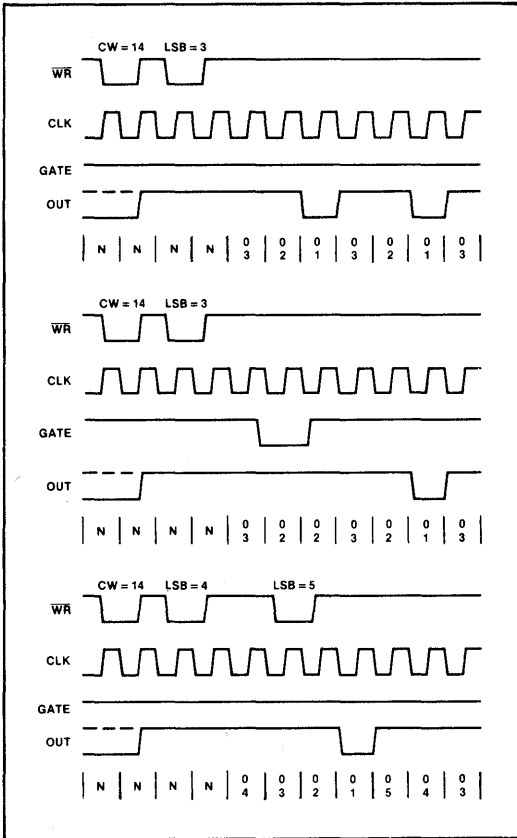 CW = 14 LSB = 3
WR
CLK
GATE
OUT
N N N N 0 0 0 0 0 0 0
3 2 1 3 2 1 3
CW = 14 LSB = 3
WR
CLK
GATE
OUT
N N N N 0 0 0 0 0 0 0
3 2 2 3 2 1 3
CW = 14 LSB = 4 LSB = 5
WR
CLK
GATE
OUT
N N N N 0 0 0 0 0 0 0
4 3 2 1 5 4 3